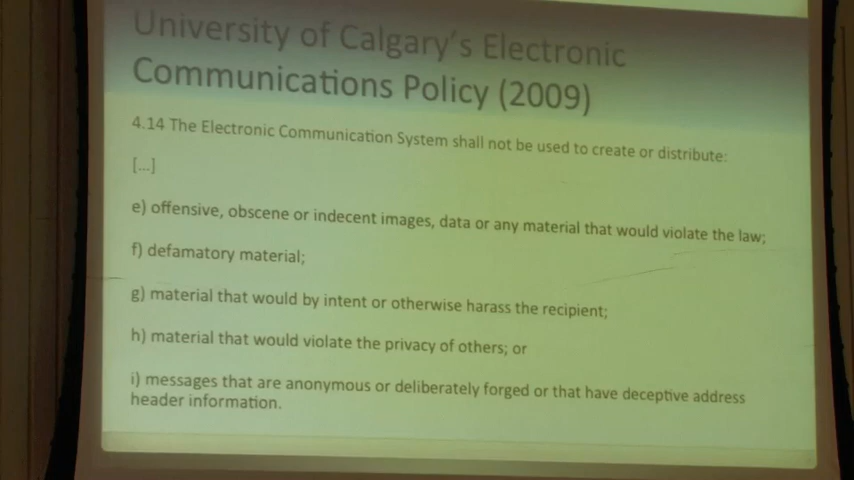 University of Calgary's Electronic
Communications Policy (2009)
4.14 The Electronic Communication System shall not be used to create or distribute:
[...]
e) offensive, obscene or indecent images, data or any material that would violate the law;
f) defamatory material;
g) material that would by intent or otherwise harass the recipient;
h) material that would violate the privacy of others; or
i) messages that are anonymous or deliberately forged or that have deceptive address
header information.